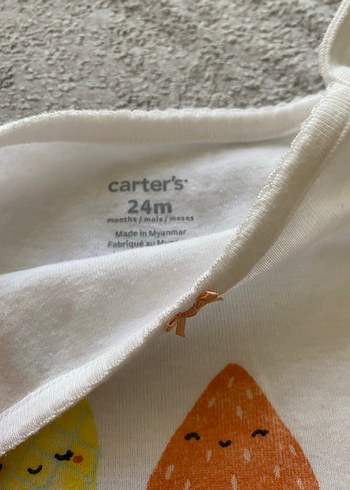 carter's
24m
months / mois / meses
Made in Myanmar
Fabriqué au